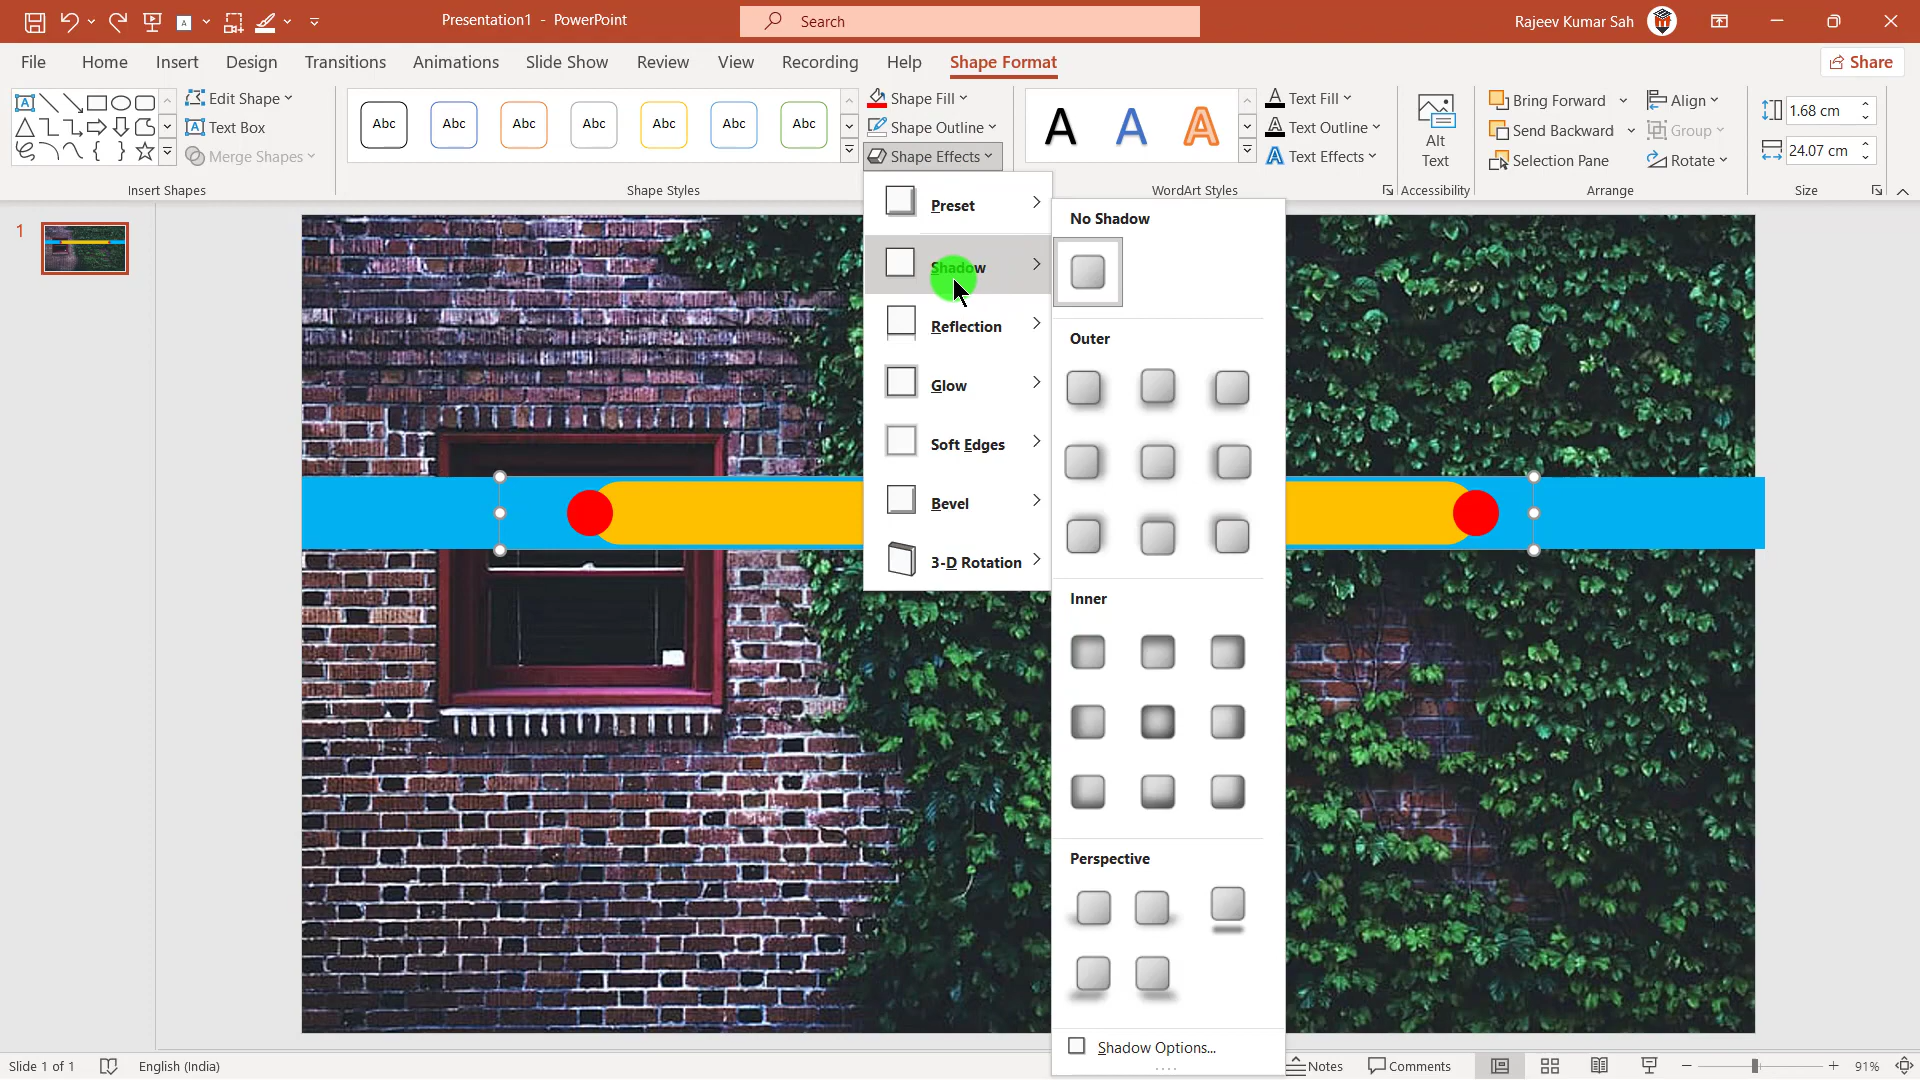 Presentation1 - PowerPoint
Search
Rajeev Kumar Sah
File Home Insert Design Transitions Animations Slide Show Review View Recording Help Shape Format
Share
Edit Shape
Text Box
Merge Shapes
Insert Shapes
Abc Abc Abc Abc Abc Abc Abc
Shape Styles
Shape Fill
Shape Outline
Shape Effects
A A A
WordArt Styles
Text Fill
Text Outline
Text Effects
Alt
Text
Accessibility
Bring Forward
Send Backward
Selection Pane
Align
Group
Rotate
Arrange
1.68 cm
24.07 cm
Size
1
Preset
Shadow
Reflection
Glow
Soft Edges
Bevel
3-D Rotation
No Shadow
Outer
Inner
Perspective
Shadow Options...
Slide 1 of 1
English (India)
Notes
Comments
91%